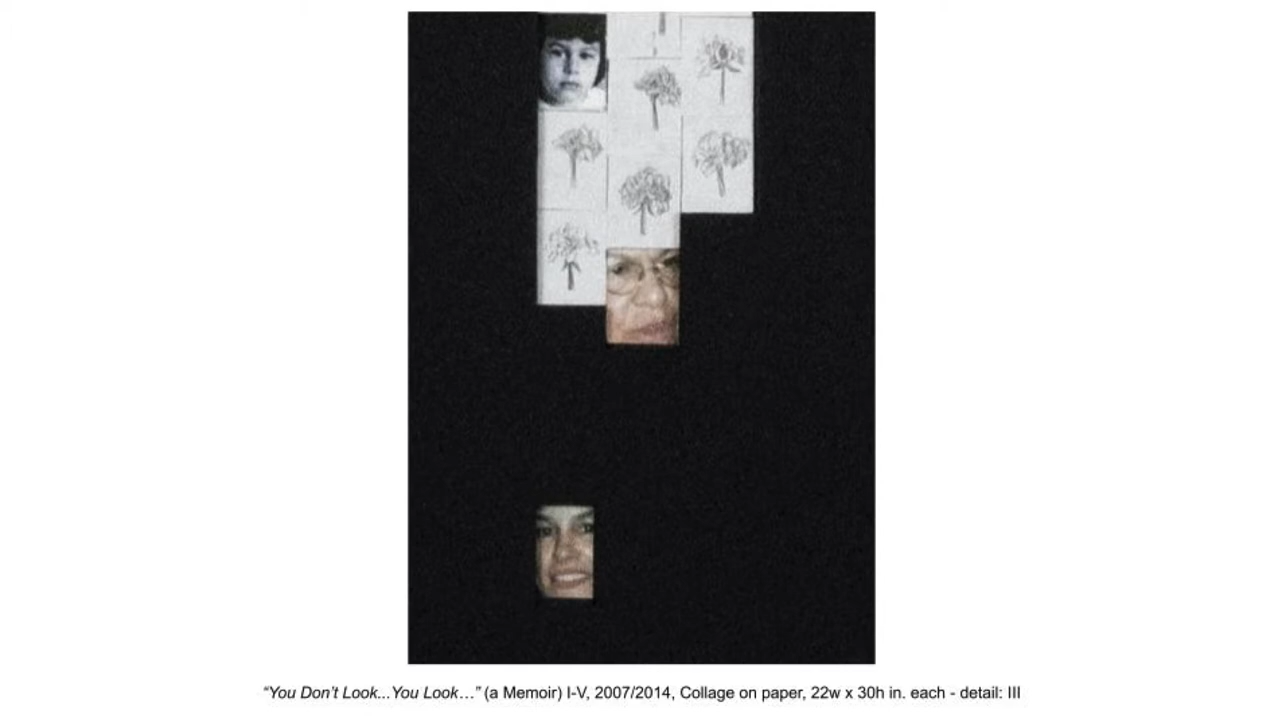 “You Don’t Look...You Look…” (a Memoir) I-V, 2007/2014, Collage on paper, 22w x 30h in. each - detail: III